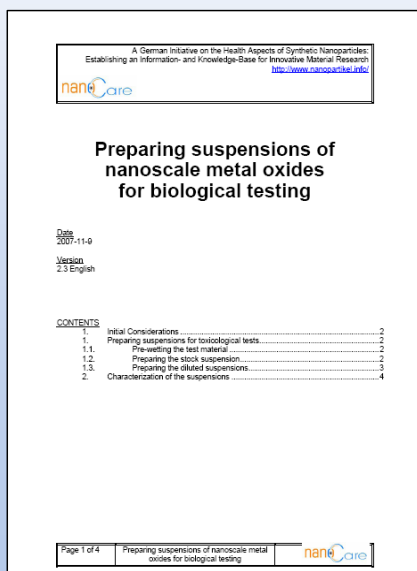 A German Initiative on the Health Aspects of Synthetic Nanoparticles:
Establishing an Information- and Knowledge-Base for Innovative Material Research
http://www.nanopartikel.info/
nanoCare
Preparing suspensions of
nanoscale metal oxides
for biological testing
Date
2007-11-9
Version
2.3 English
CONTENTS
1. Initial Considerations ... 2
1. Preparing suspensions for toxicological tests ... 2
1.1. Pre-wetting the test material ... 2
1.2. Preparing the stock suspension ... 2
1.3. Preparing the diluted suspensions ... 3
2. Characterization of the suspensions ... 4
Page 1 of 4
Preparing suspensions of nanoscale metal
oxides for biological testing
nanoCare